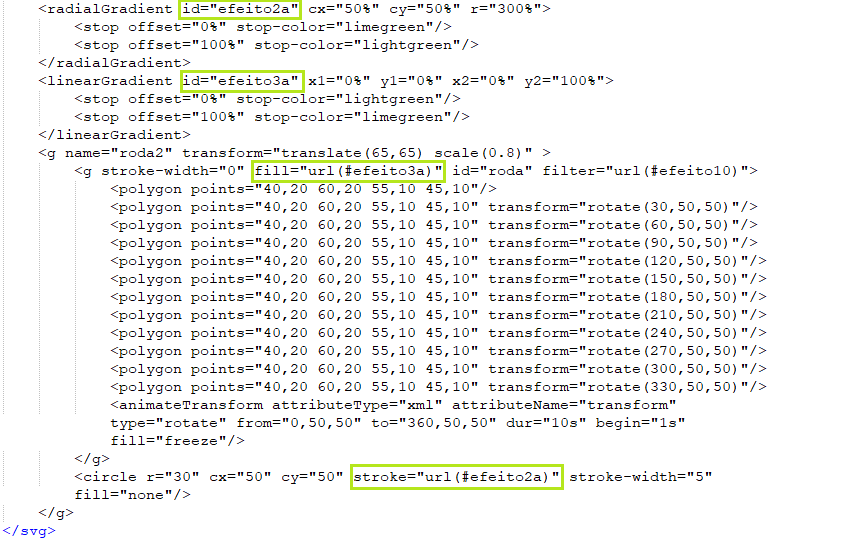 <radialGradient id="efeito2a" cx="50%" cy="50%" r="300%">
<stop offset="0%" stop-color="limegreen"/>
<stop offset="100%" stop-color="lightgreen"/>
</radialGradient>
<linearGradient id="efeito3a" x1="0%" y1="0%" x2="0%" y2="100%">
<stop offset="0%" stop-color="lightgreen"/>
<stop offset="100%" stop-color="limegreen"/>
</linearGradient>
<g name="roda2" transform="translate(65,65) scale(0.8)" >
<g stroke-width="0" fill="url(#efeito3a)" id="roda" filter="url(#efeito10)">
<polygon points="40,20 60,20 55,10 45,10"/>
<polygon points="40,20 60,20 55,10 45,10" transform="rotate(30,50,50)"/>
<polygon points="40,20 60,20 55,10 45,10" transform="rotate(60,50,50)"/>
<polygon points="40,20 60,20 55,10 45,10" transform="rotate(90,50,50)"/>
<polygon points="40,20 60,20 55,10 45,10" transform="rotate(120,50,50)"/>
<polygon points="40,20 60,20 55,10 45,10" transform="rotate(150,50,50)"/>
<polygon points="40,20 60,20 55,10 45,10" transform="rotate(180,50,50)"/>
<polygon points="40,20 60,20 55,10 45,10" transform="rotate(210,50,50)"/>
<polygon points="40,20 60,20 55,10 45,10" transform="rotate(240,50,50)"/>
<polygon points="40,20 60,20 55,10 45,10" transform="rotate(270,50,50)"/>
<polygon points="40,20 60,20 55,10 45,10" transform="rotate(300,50,50)"/>
<polygon points="40,20 60,20 55,10 45,10" transform="rotate(330,50,50)"/>
<animateTransform attributeType="xml" attributeName="transform"
type="rotate" from="0,50,50" to="360,50,50" dur="10s" begin="1s"
fill="freeze"/>
</g>
<circle r="30" cx="50" cy="50" stroke="url(#efeito2a)" stroke-width="5"
fill="none"/>
</g>
</svg>